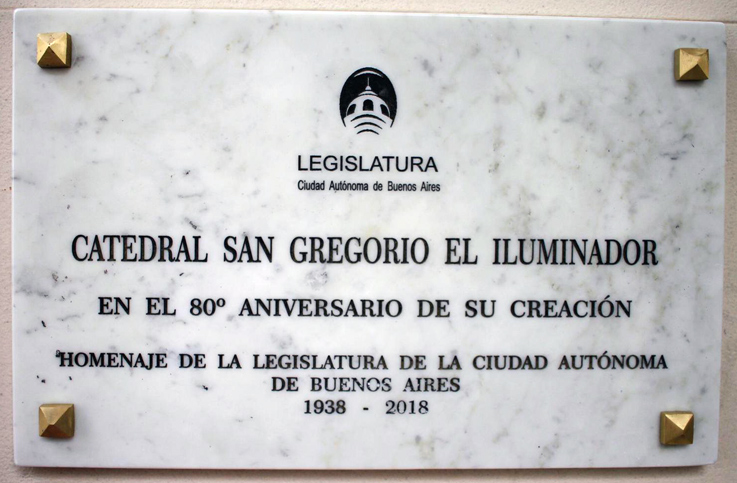 LEGISLATURA
Ciudad Autónoma de Buenos Aires
CATEDRAL SAN GREGORIO EL ILUMINADOR
EN EL 80º ANIVERSARIO DE SU CREACIÓN
HOMENAJE DE LA LEGISLATURA DE LA CIUDAD AUTÓNOMA
DE BUENOS AIRES
1938 - 2018